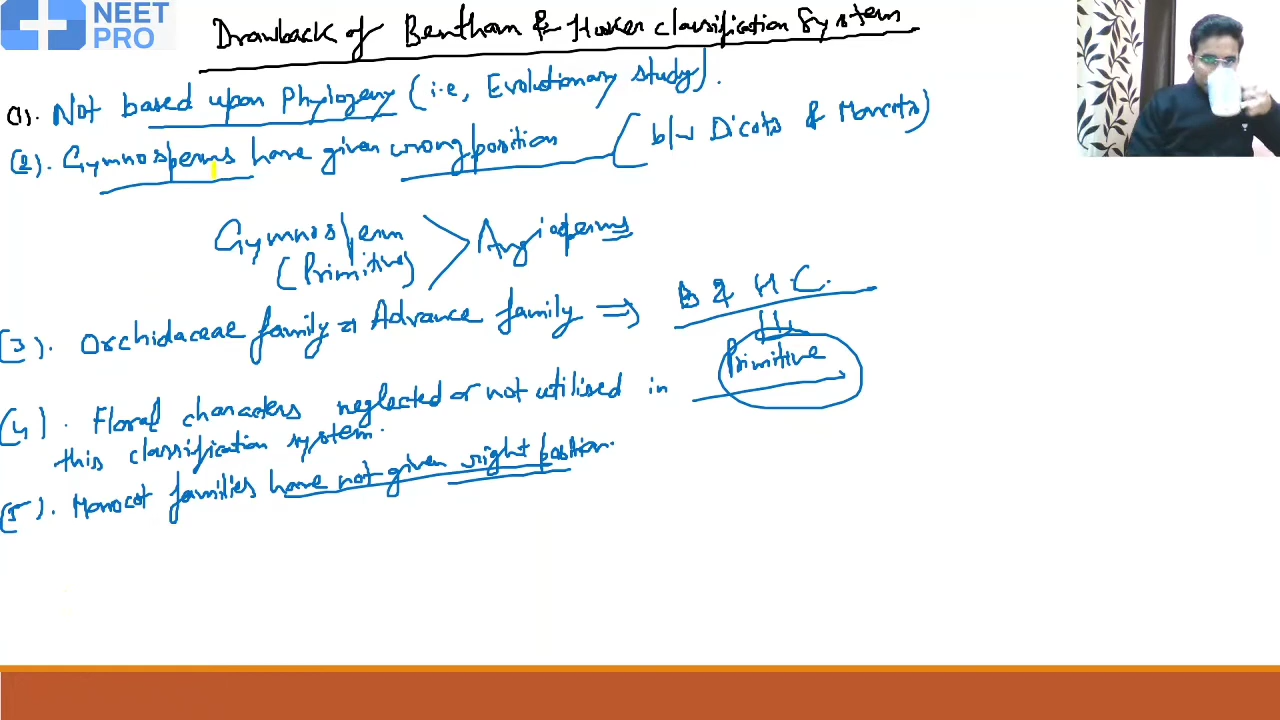 NEET
PRO
Drawback of Bentham & Hooker classification System
(1). Not based upon Phylogeny (i.e, Evolutionary study).
(2). Gymnosperms have given wrong position (b/w Dicots & Monocots)
Gymnosperm > Angiosperms
(Primitive)
(3). Orchidaceae family = Advance family ⇒ B & H C.
Primitive
(4). Floral characters neglected or not utilised in
this classification system.
(5). Monocot families have not given right position.